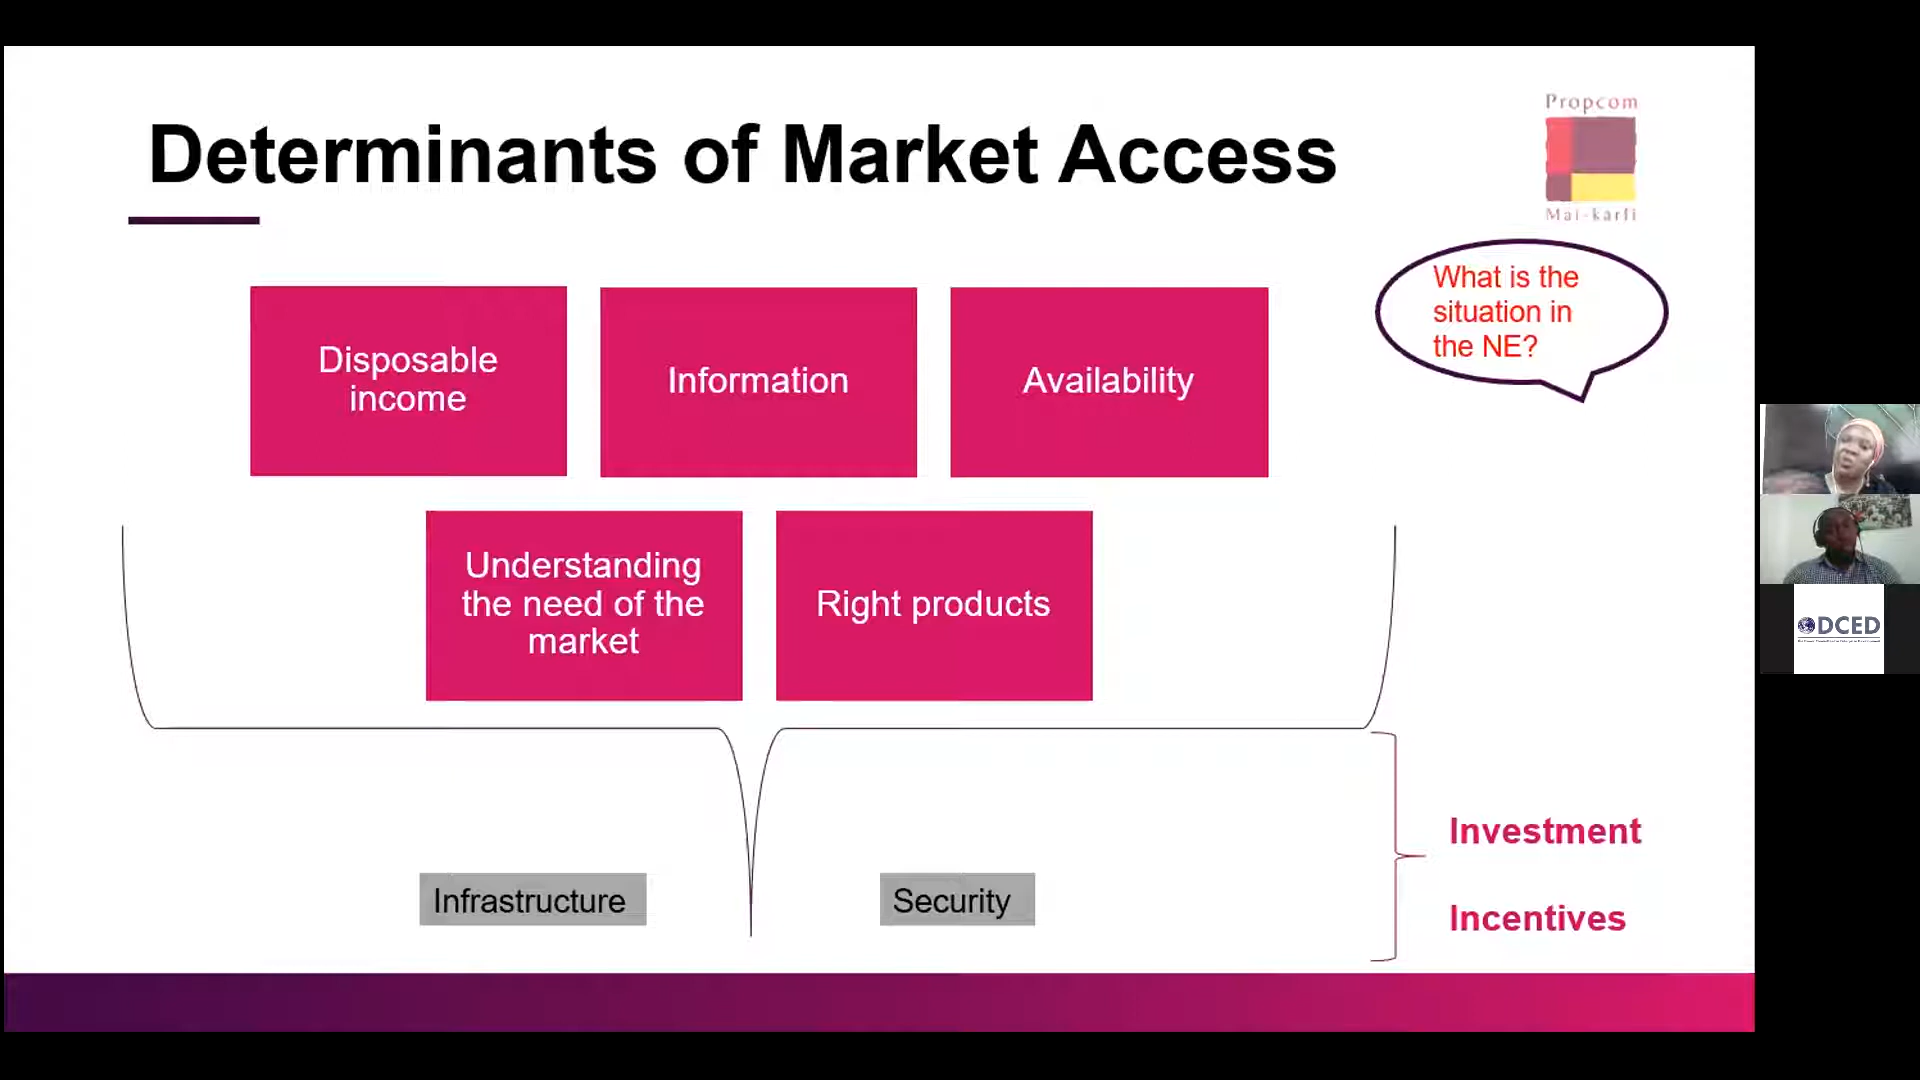 Propcom
Determinants of Market Access
Mai-karfi
What is the
situation in
the NE?
Disposable
income
Information
Availability
Understanding
the need of the
market
Right products
DCED
Infrastructure
Security
Investment
Incentives